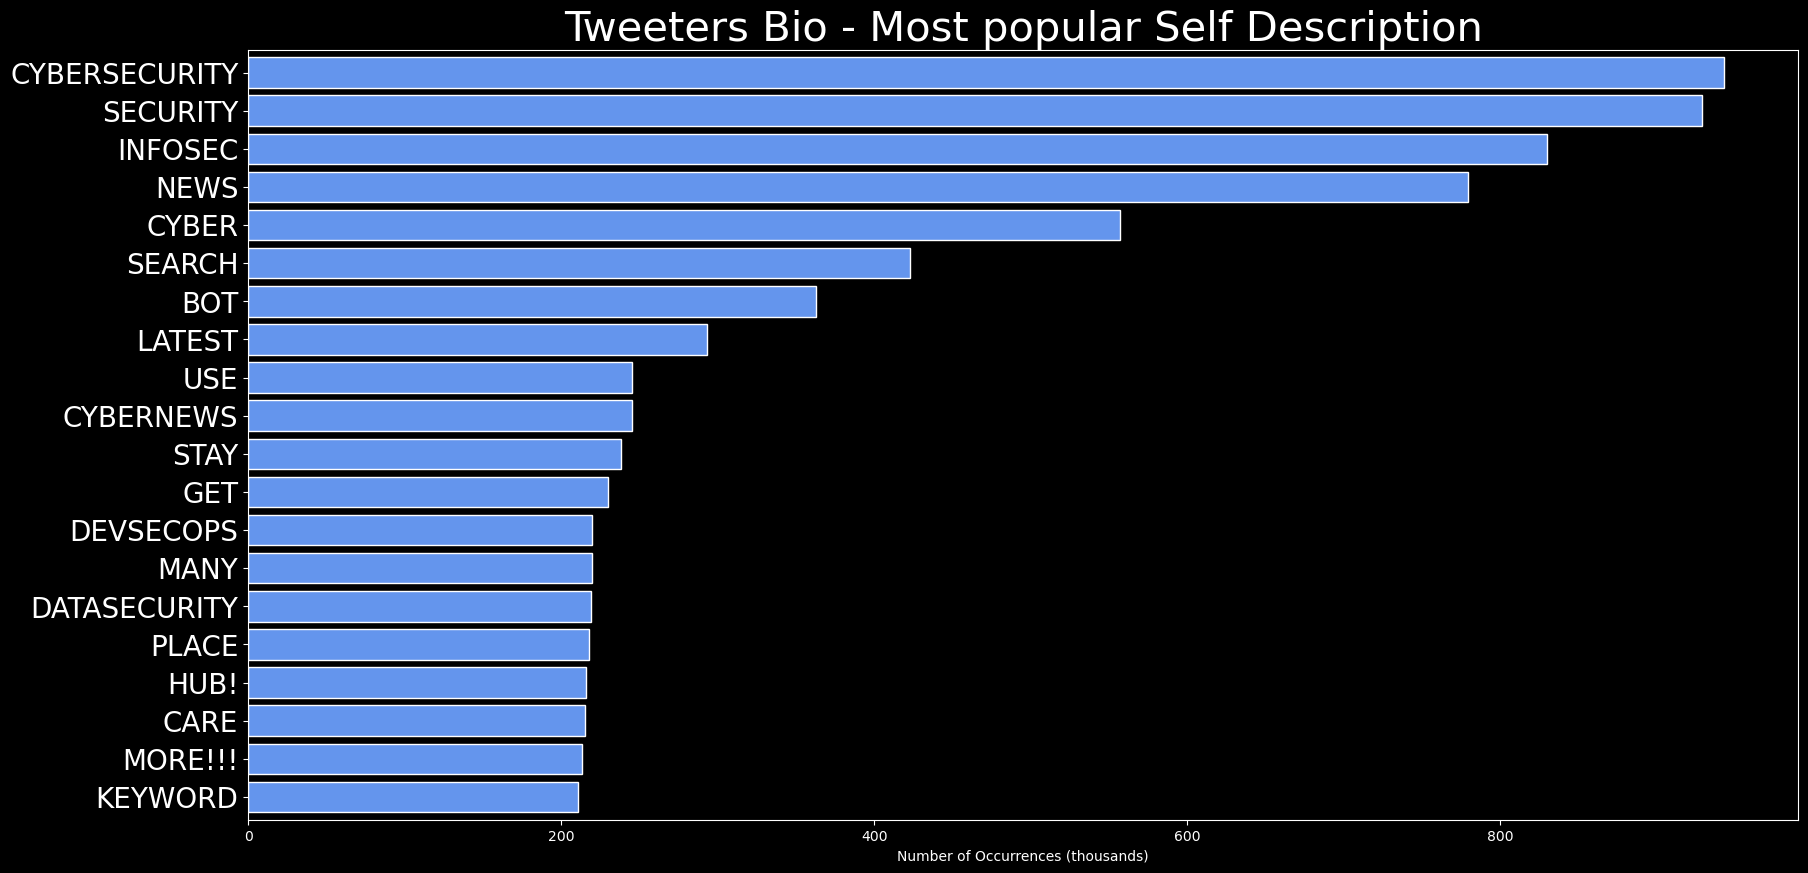 Tweeters Bio - Most popular Self Description
CYBERSECURITY
SECURITY
INFOSEC
NEWS
CYBER
SEARCH
BOT
LATEST
USE
CYBERNEWS
STAY
GET
DEVSECOPS
MANY
DATASECURITY
PLACE
HUB!
CARE
MORE!!!
KEYWORD
0 200 400 600 800
Number of Occurrences (thousands)